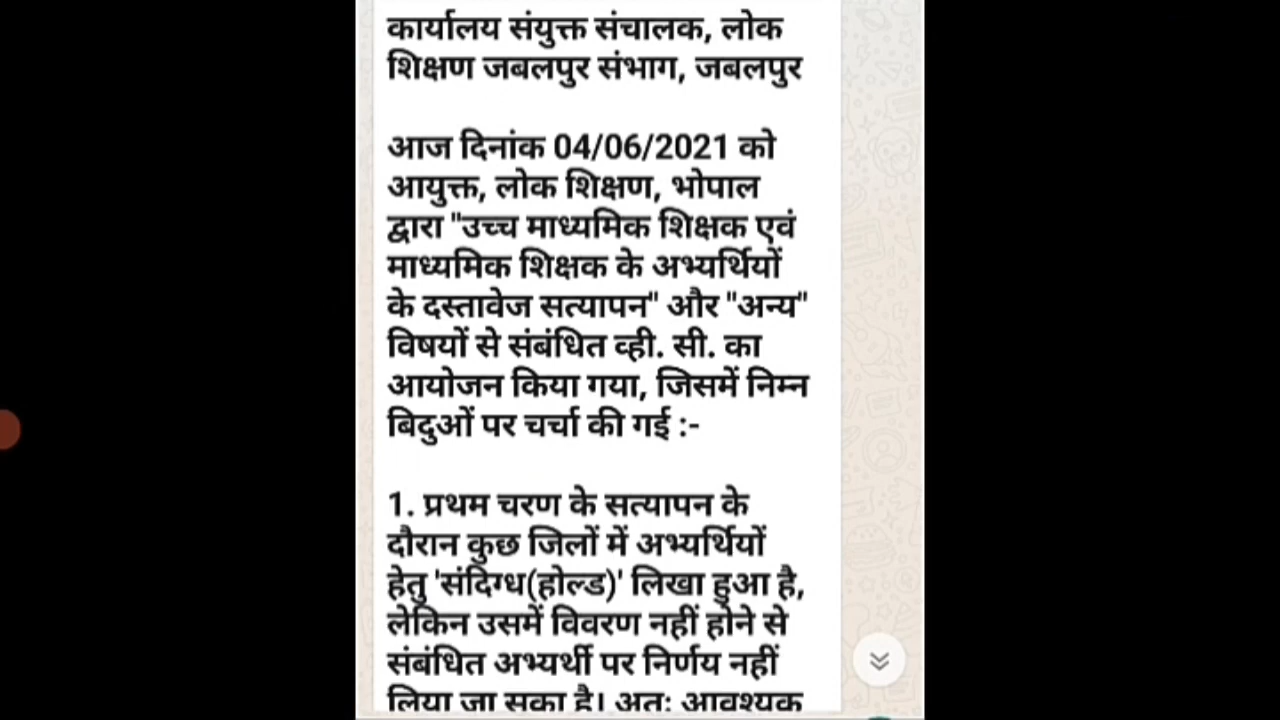 कार्यालय संयुक्त संचालक, लोक
शिक्षण जबलपुर संभाग, जबलपुर
आज दिनांक 04/06/2021 को
आयुक्त, लोक शिक्षण, भोपाल
द्वारा "उच्च माध्यमिक शिक्षक एवं
माध्यमिक शिक्षक के अभ्यर्थियों
के दस्तावेज सत्यापन" और "अन्य"
विषयों से संबंधित व्ही. सी. का
आयोजन किया गया, जिसमें निम्न
बिदुओं पर चर्चा की गई :-
1. प्रथम चरण के सत्यापन के
दौरान कुछ जिलों में अभ्यर्थियों
हेतु 'संदिग्ध(होल्ड)' लिखा हुआ है,
लेकिन उसमें विवरण नहीं होने से
संबंधित अभ्यर्थी पर निर्णय नहीं
लिया जा सका है। अतः आवश्यक